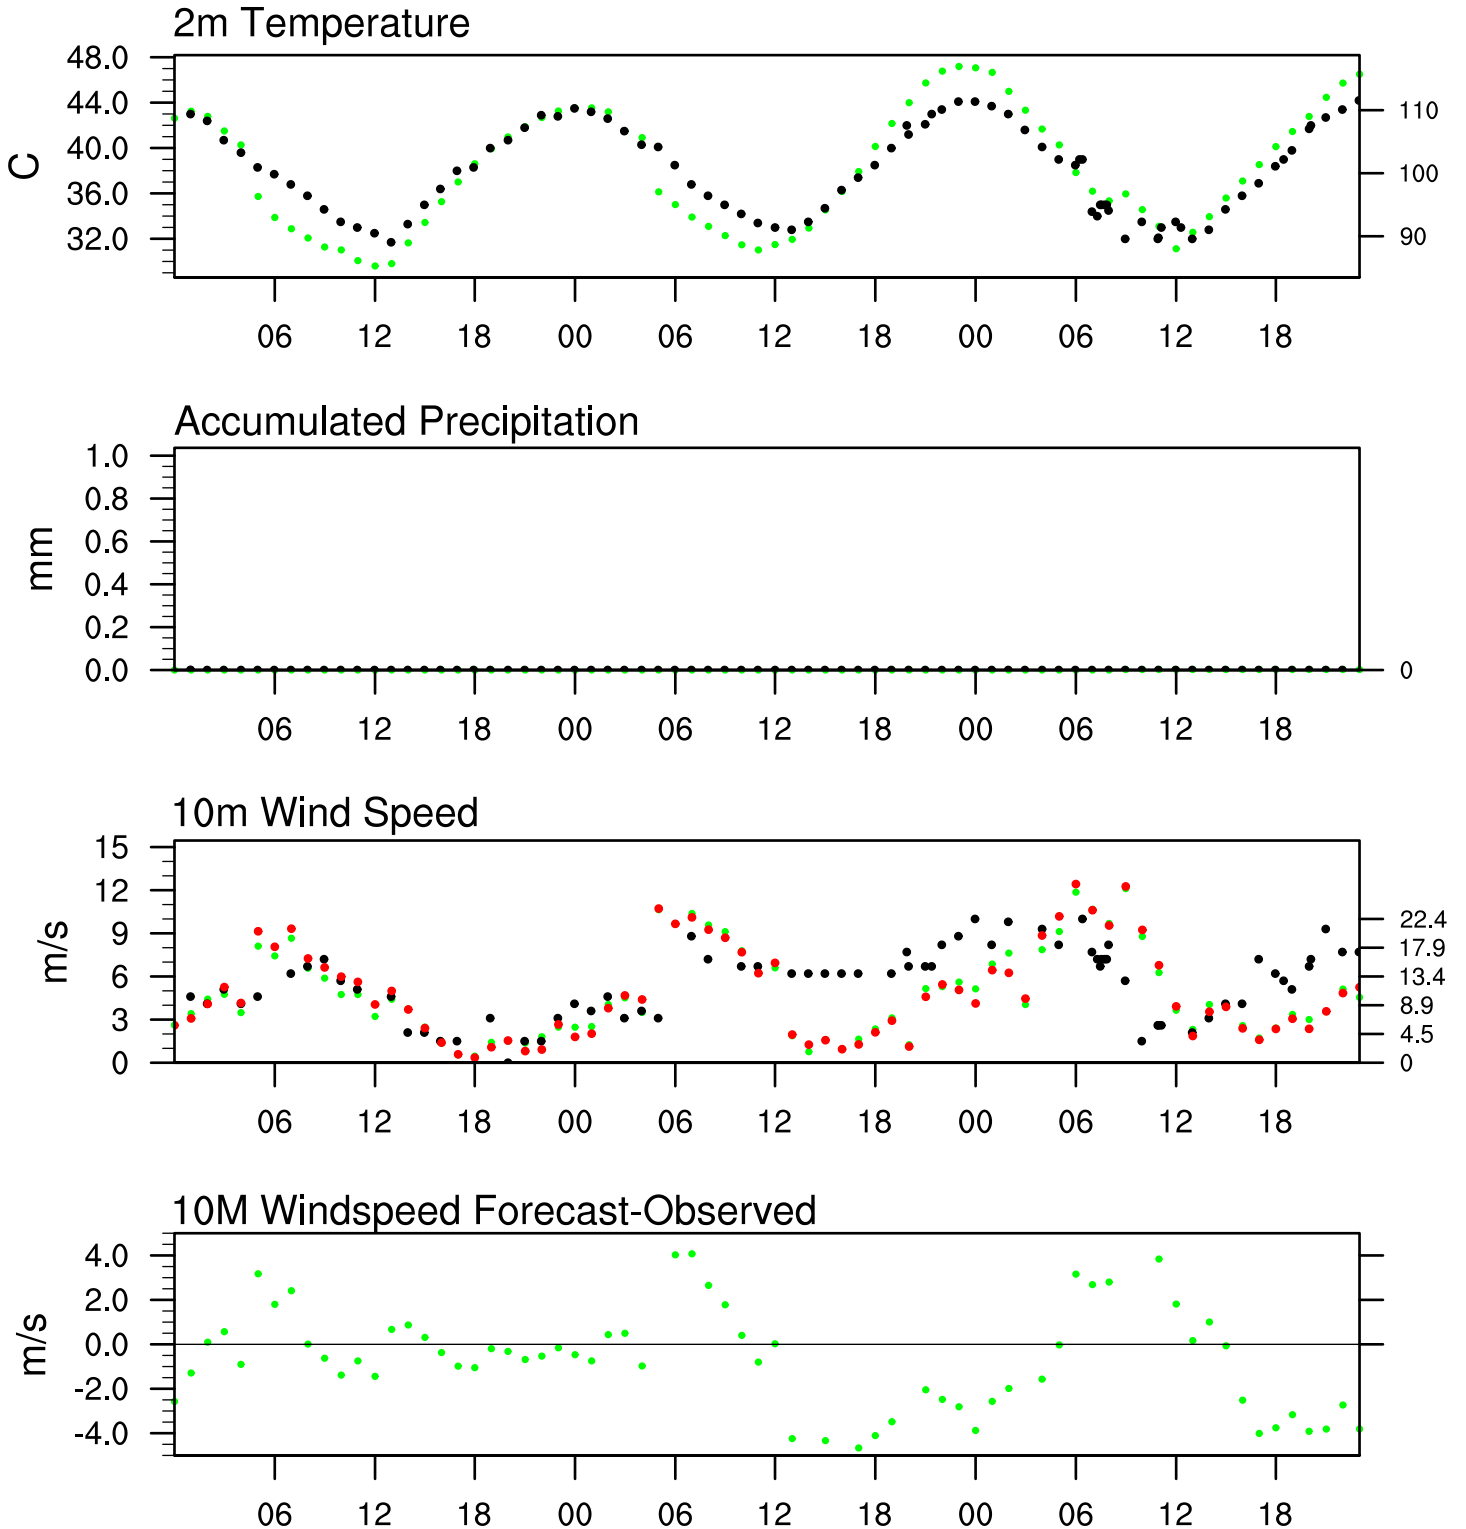 2m Temperature
48.0
44.0
40.0
36.0
32.0
C
110
100
90
06 12 18 00 06 12 18 00 06 12 18
Accumulated Precipitation
1.0
0.8
0.6
0.4
0.2
0.0
mm
0
06 12 18 00 06 12 18 00 06 12 18
10m Wind Speed
15
12
9
6
3
0
m/s
22.4
17.9
13.4
8.9
4.5
0
06 12 18 00 06 12 18 00 06 12 18
10M Windspeed Forecast-Observed
4.0
2.0
0.0
-2.0
-4.0
m/s
06 12 18 00 06 12 18 00 06 12 18